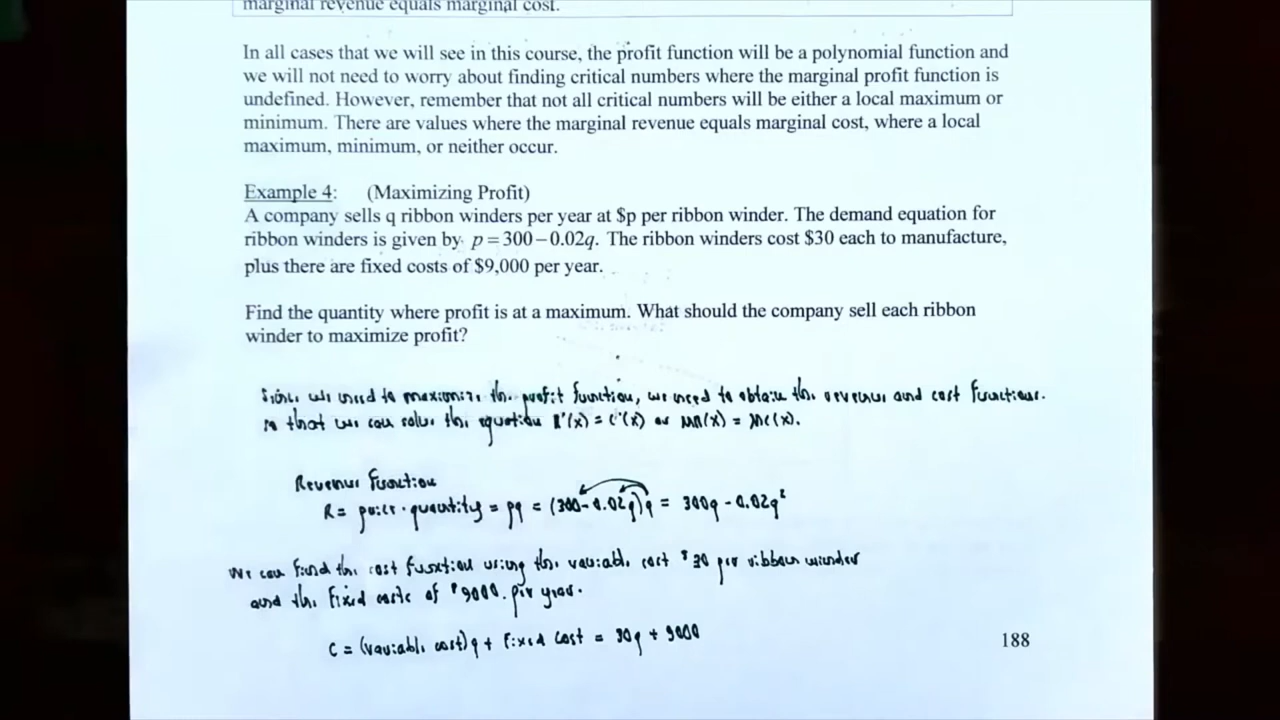 marginal revenue equals marginal cost.
In all cases that we will see in this course, the profit function will be a polynomial function and
we will not need to worry about finding critical numbers where the marginal profit function is
undefined. However, remember that not all critical numbers will be either a local maximum or
minimum. There are values where the marginal revenue equals marginal cost, where a local
maximum, minimum, or neither occur.
Example 4: (Maximizing Profit)
A company sells q ribbon winders per year at $p per ribbon winder. The demand equation for
ribbon winders is given by p = 300 − 0.02q. The ribbon winders cost $30 each to manufacture,
plus there are fixed costs of $9,000 per year.
Find the quantity where profit is at a maximum. What should the company sell each ribbon
winder to maximize profit?
Since we need to maximize the profit function, we need to obtain the revenue and cost functions.
so that we can solve the equation R'(x) = C'(x) or MR(x) = MC(x).
Revenue Function
R = price · quantity = pq = (300 - 0.02q)q = 300q - 0.02q²
We can find the cost function using the variable cost $30 per ribbon winder
and the fixed costs of $9000 per year.
C = (variable cost)q + fixed cost = 30q + 9000
188